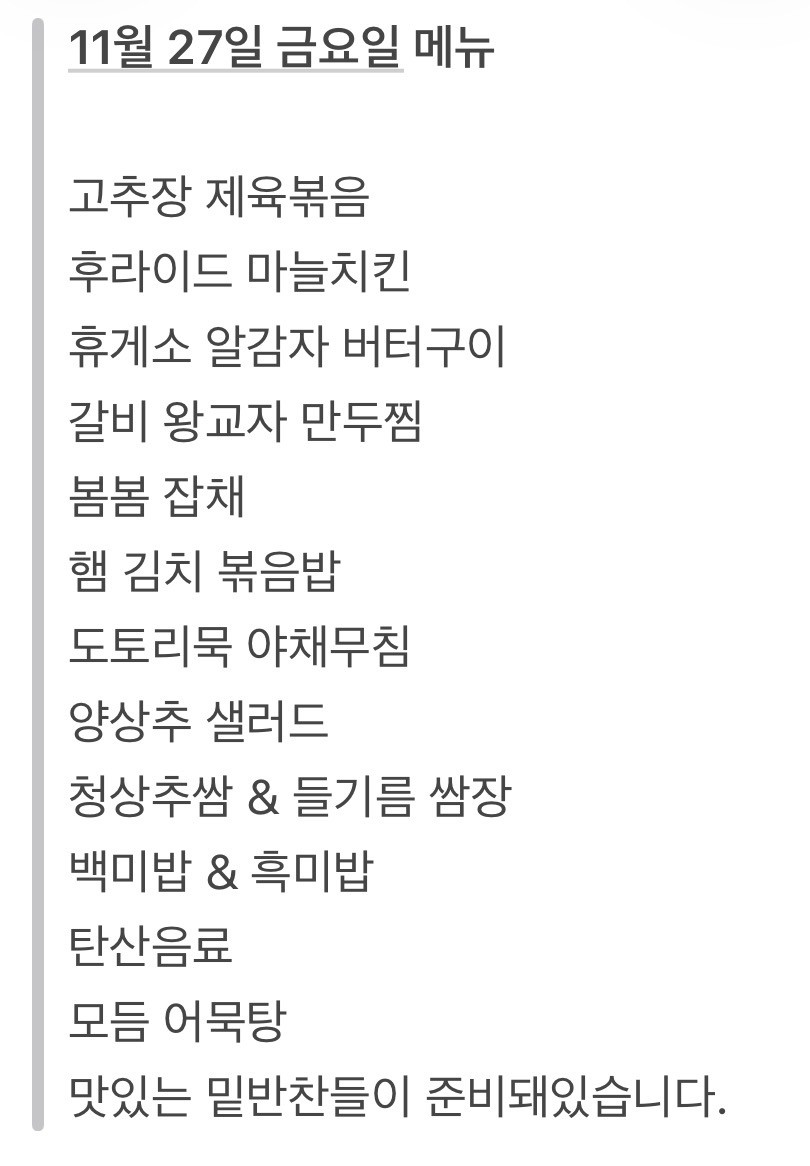 11월 27일 금요일 메뉴
고추장 제육볶음
후라이드 마늘치킨
휴게소 알감자 버터구이
갈비 왕교자 만두찜
봄봄 잡채
햄 김치 볶음밥
도토리묵 야채무침
양상추 샐러드
청상추쌈 & 들기름 쌈장
백미밥 & 흑미밥
탄산음료
모듬 어묵탕
맛있는 밑반찬들이 준비돼있습니다.